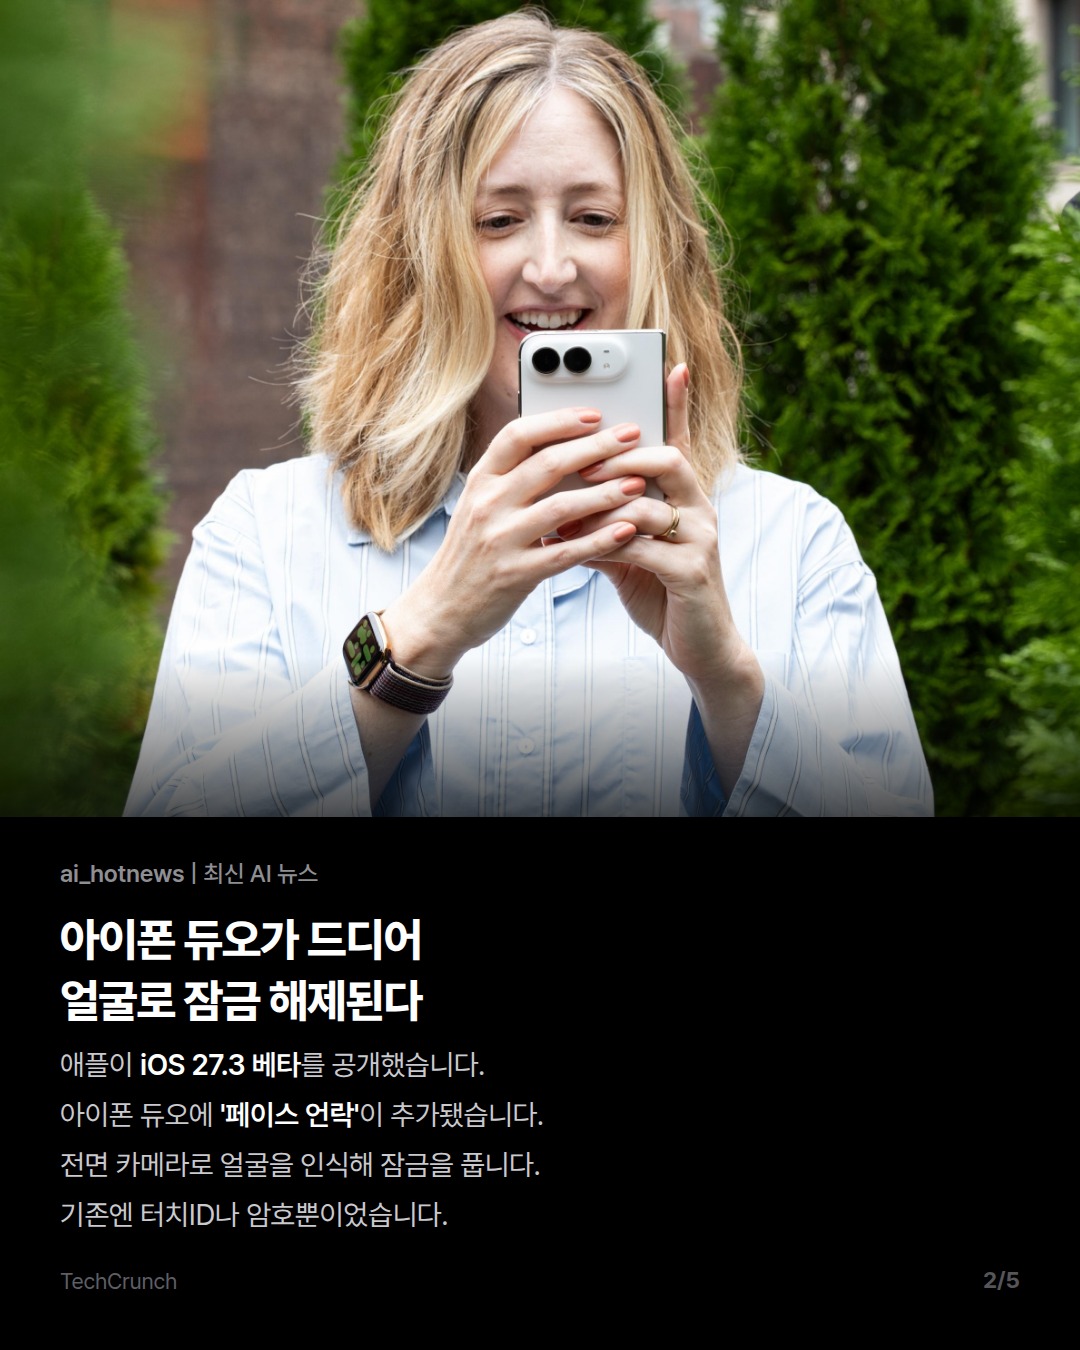 ai_hotnews | 최신 AI 뉴스
아이폰 듀오가 드디어
얼굴로 잠금 해제된다
애플이 iOS 27.3 베타를 공개했습니다.
아이폰 듀오에 '페이스 언락'이 추가됐습니다.
전면 카메라로 얼굴을 인식해 잠금을 풉니다.
기존엔 터치ID나 암호뿐이었습니다.
TechCrunch
2/5